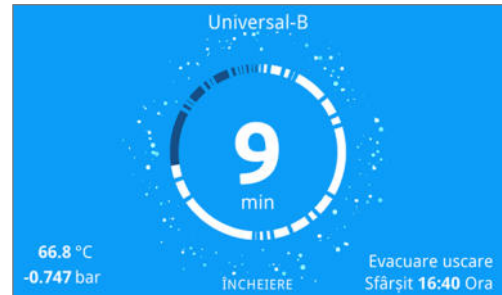 Universal-B
9
min
66.8 °C
-0.747 bar
ÎNCHEIERE
Evacuare uscare
Sfârșit 16:40 Ora